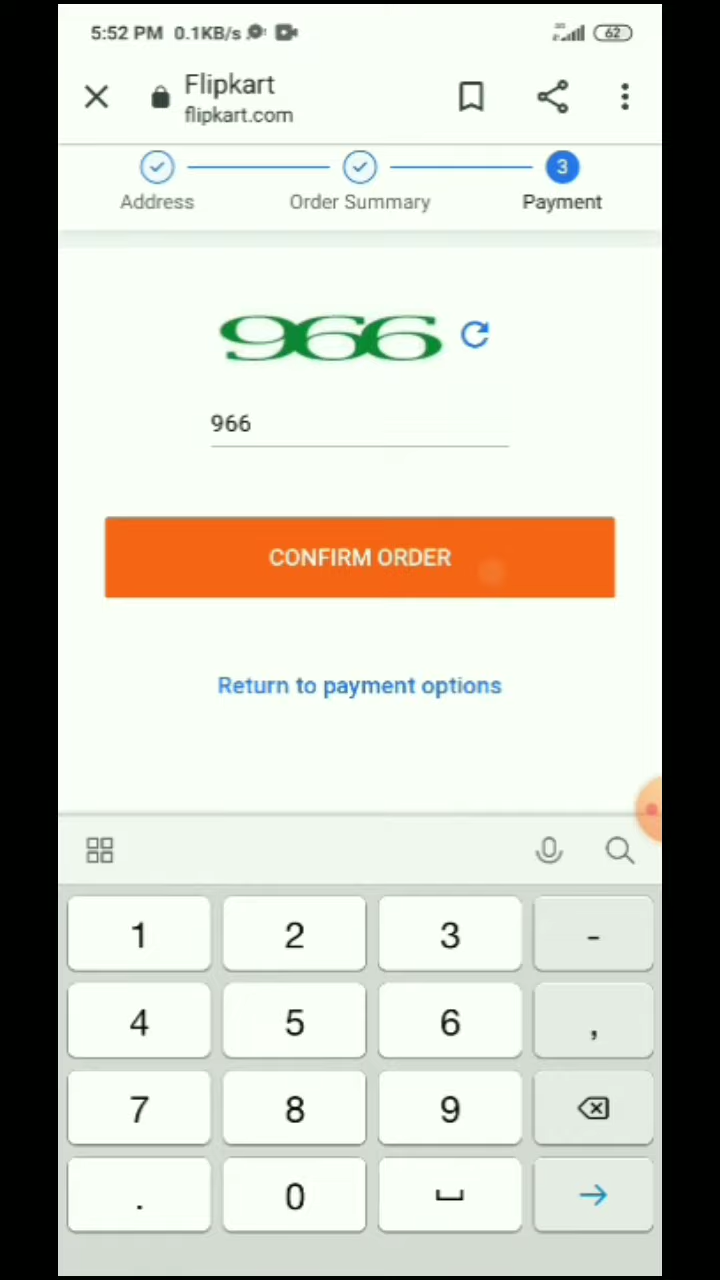 5:52 PM 0.1KB/s 62
Flipkart
flipkart.com
3
Address Order Summary Payment
966
966
CONFIRM ORDER
Return to payment options
1 2 3 -
4 5 6 ,
7 8 9
. 0